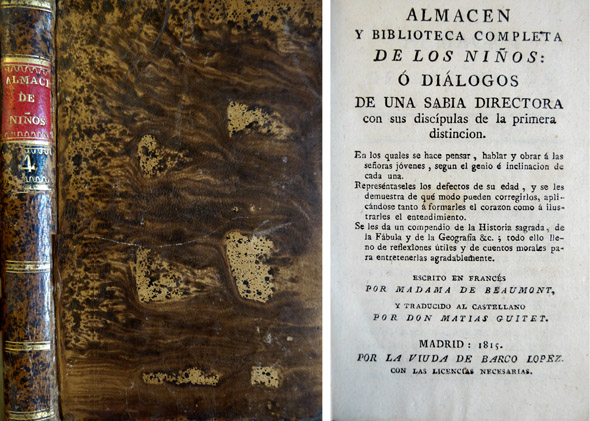 ALMACE
DE
NIÑOS
4
ALMACEN
Y BIBLIOTECA COMPLETA
DE LOS NIÑOS:
Ó DIÁLOGOS
DE UNA SABIA DIRECTORA
con sus discípulas de la primera
distincion.
En los quales se hace pensar, hablar y obrar á las
señoras jóvenes, segun el genio é inclinacion de
cada una.
Represéntaseles los defectos de su edad, y se les
demuestra de qué modo pueden corregirlos, apli-
cándose tanto á formarles el corazon como á ilus-
trarles el entendimiento.
Se les da un compendio de la Historia sagrada, de
la Fábula y de la Geografía &c. ; todo ello lle-
no de reflexîones útiles y de cuentos morales pa-
ra entretenerlas agradablemente.
ESCRITO EN FRANCÉS
POR MADAMA DE BEAUMONT,
Y TRADUCIDO AL CASTELLANO
POR DON MATIAS GUITET.
MADRID: 1815.
POR LA VIUDA DE BARCO LOPEZ.
CON LAS LICENCIAS NECESARIAS.